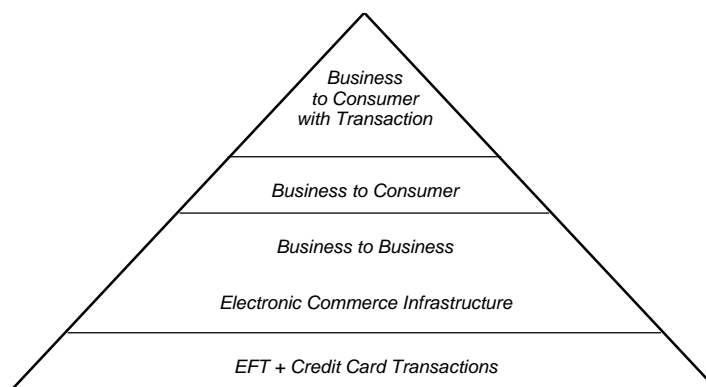 Business
to Consumer
with Transaction
Business to Consumer
Business to Business
Electronic Commerce Infrastructure
EFT + Credit Card Transactions